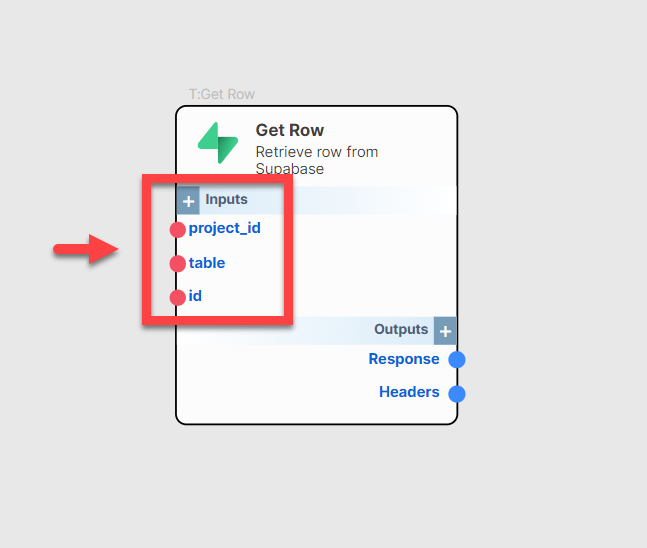 T:Get Row
Get Row
Retrieve row from
Supabase
+ Inputs
project_id
table
id
Outputs +
Response
Headers